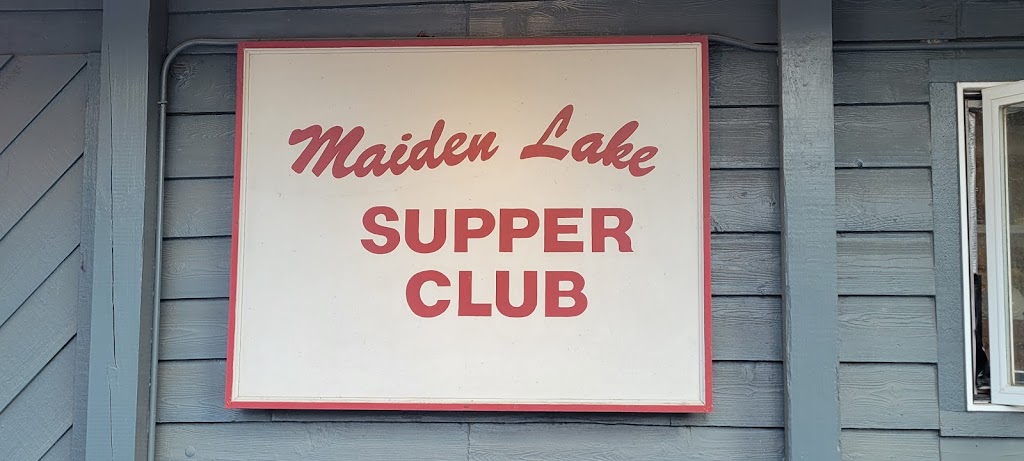 Maiden Lake
SUPPER
CLUB